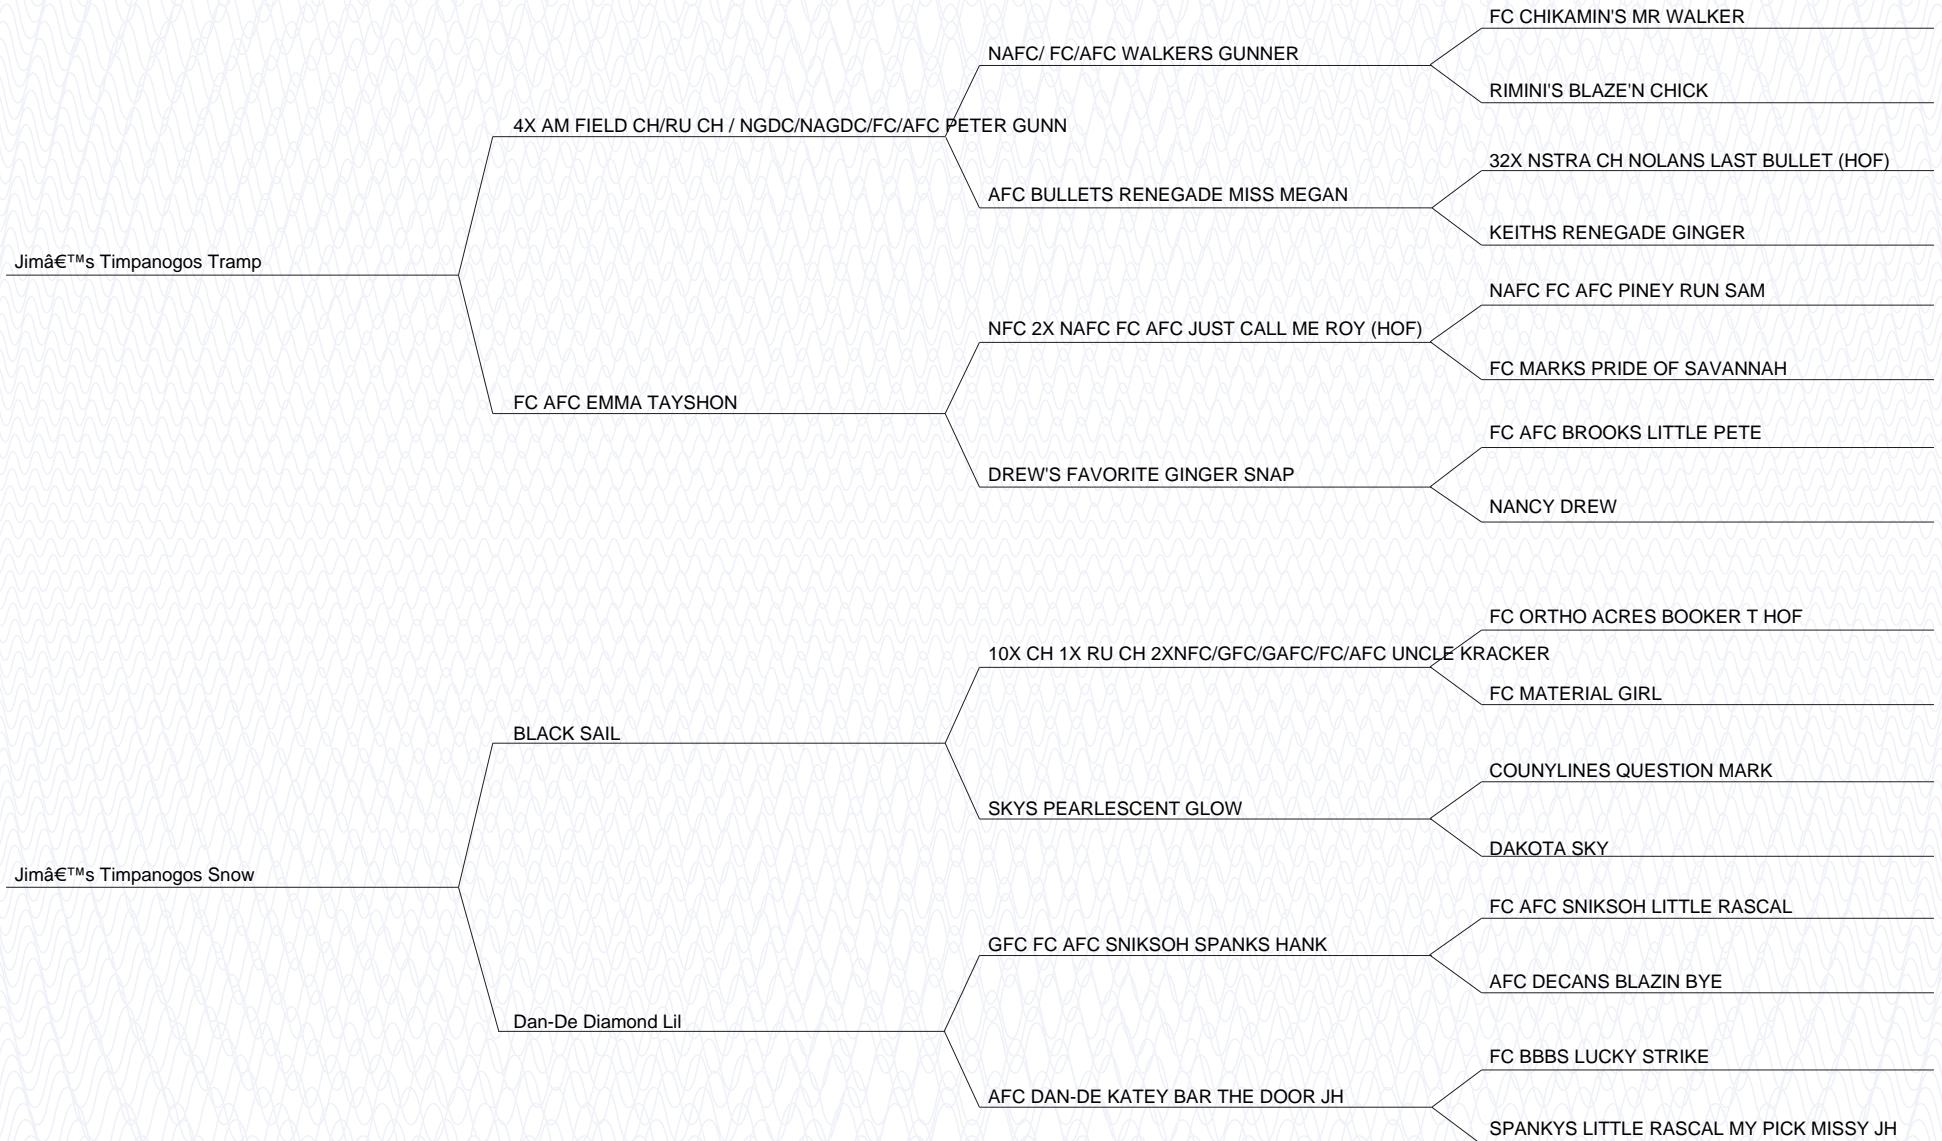 FC CHIKAMIN'S MR WALKER
NAFC/ FC/AFC WALKERS GUNNER
RIMINI'S BLAZE'N CHICK
4X AM FIELD CH/RU CH / NGDC/NAGDC/FC/AFC PETER GUNN
32X NSTRA CH NOLANS LAST BULLET (HOF)
AFC BULLETS RENEGADE MISS MEGAN
KEITHS RENEGADE GINGER
Jimâ€™s Timpanogos Tramp
NAFC FC AFC PINEY RUN SAM
NFC 2X NAFC FC AFC JUST CALL ME ROY (HOF)
FC MARKS PRIDE OF SAVANNAH
FC AFC EMMA TAYSHON
FC AFC BROOKS LITTLE PETE
DREW'S FAVORITE GINGER SNAP
NANCY DREW
FC ORTHO ACRES BOOKER T HOF
10X CH 1X RU CH 2XNFC/GFC/GAFC/FC/AFC UNCLE KRACKER
FC MATERIAL GIRL
BLACK SAIL
COUNYLINES QUESTION MARK
SKYS PEARLESCENT GLOW
DAKOTA SKY
Jimâ€™s Timpanogos Snow
FC AFC SNIKSOH LITTLE RASCAL
GFC FC AFC SNIKSOH SPANKS HANK
AFC DECANS BLAZIN BYE
Dan-De Diamond Lil
FC BBBS LUCKY STRIKE
AFC DAN-DE KATEY BAR THE DOOR JH
SPANKYS LITTLE RASCAL MY PICK MISSY JH